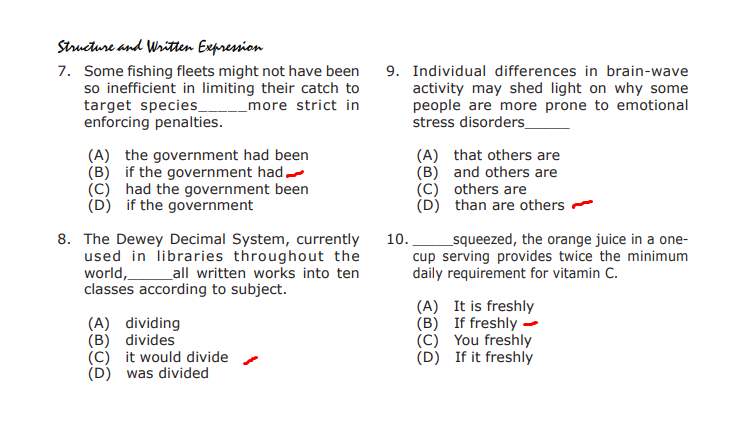 Structure and Written Expression
7. Some fishing fleets might not have been
so inefficient in limiting their catch to
target species_____more strict in
enforcing penalties.
(A) the government had been
(B) if the government had
(C) had the government been
(D) if the government
8. The Dewey Decimal System, currently
used in libraries throughout the
world,_____all written works into ten
classes according to subject.
(A) dividing
(B) divides
(C) it would divide
(D) was divided
9. Individual differences in brain-wave
activity may shed light on why some
people are more prone to emotional
stress disorders_____
(A) that others are
(B) and others are
(C) others are
(D) than are others
10. _____squeezed, the orange juice in a one-
cup serving provides twice the minimum
daily requirement for vitamin C.
(A) It is freshly
(B) If freshly
(C) You freshly
(D) If it freshly